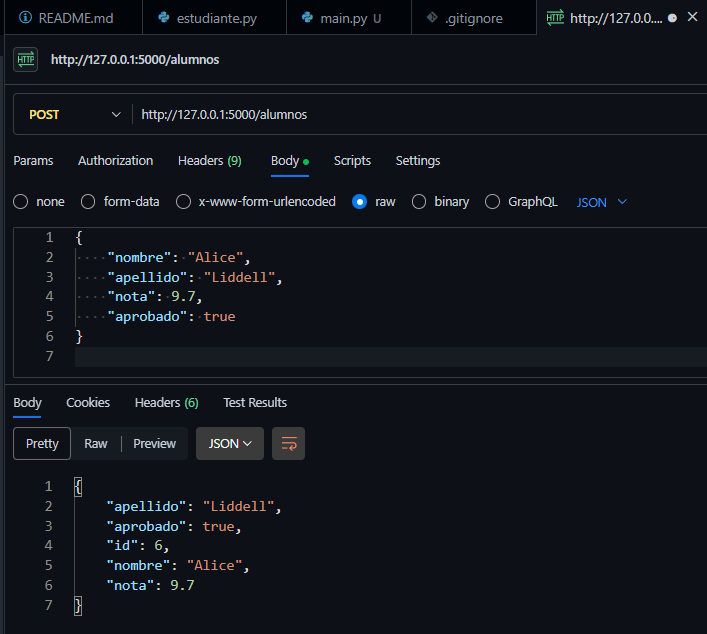 README.md estudiante.py main.py U .gitignore HTTP http://127.0.0....
HTTP http://127.0.0.1:5000/alumnos
POST http://127.0.0.1:5000/alumnos
Params Authorization Headers (9) Body Scripts Settings
none form-data x-www-form-urlencoded raw binary GraphQL JSON
1 {
2 "nombre": "Alice",
3 "apellido": "Liddell",
4 "nota": 9.7,
5 "aprobado": true
6 }
7
Body Cookies Headers (6) Test Results
Pretty Raw Preview JSON
1 {
2 "apellido": "Liddell",
3 "aprobado": true,
4 "id": 6,
5 "nombre": "Alice",
6 "nota": 9.7
7 }